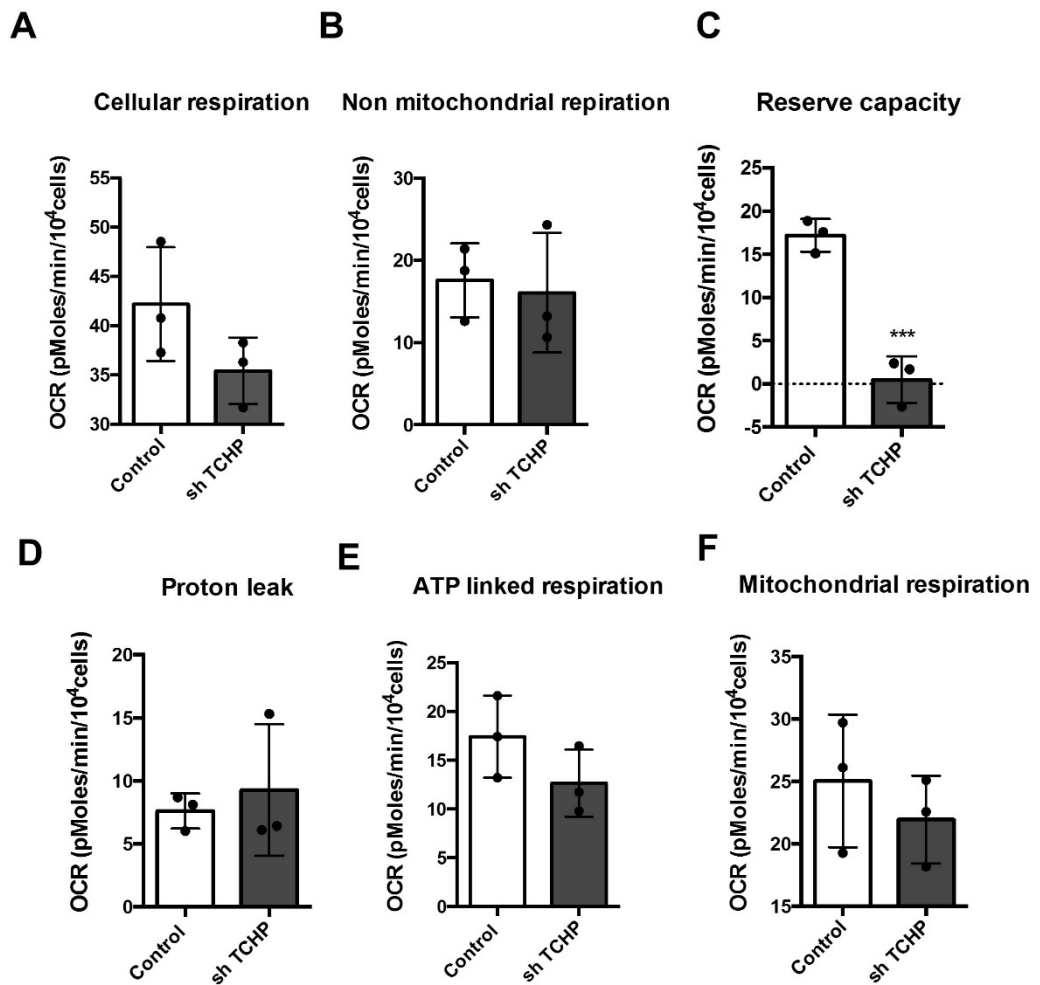 A
B
C
Cellular respiration
Non mitochondrial repiration
Reserve capacity
OCR (pMoles/min/10⁴cells)
55
50
45
40
35
30
Control
sh TCHP
OCR (pMoles/min/10⁴cells)
30
20
10
0
Control
sh TCHP
OCR (pMoles/min/10⁴cells)
25
20
15
10
5
0
-5
***
Control
sh TCHP
D
E
F
Proton leak
ATP linked respiration
Mitochondrial respiration
OCR (pMoles/min/10⁴cells)
20
15
10
5
0
Control
sh TCHP
OCR (pMoles/min/10⁴cells)
25
20
15
10
5
0
Control
sh TCHP
OCR (pMoles/min/10⁴cells)
35
30
25
20
15
Control
sh TCHP